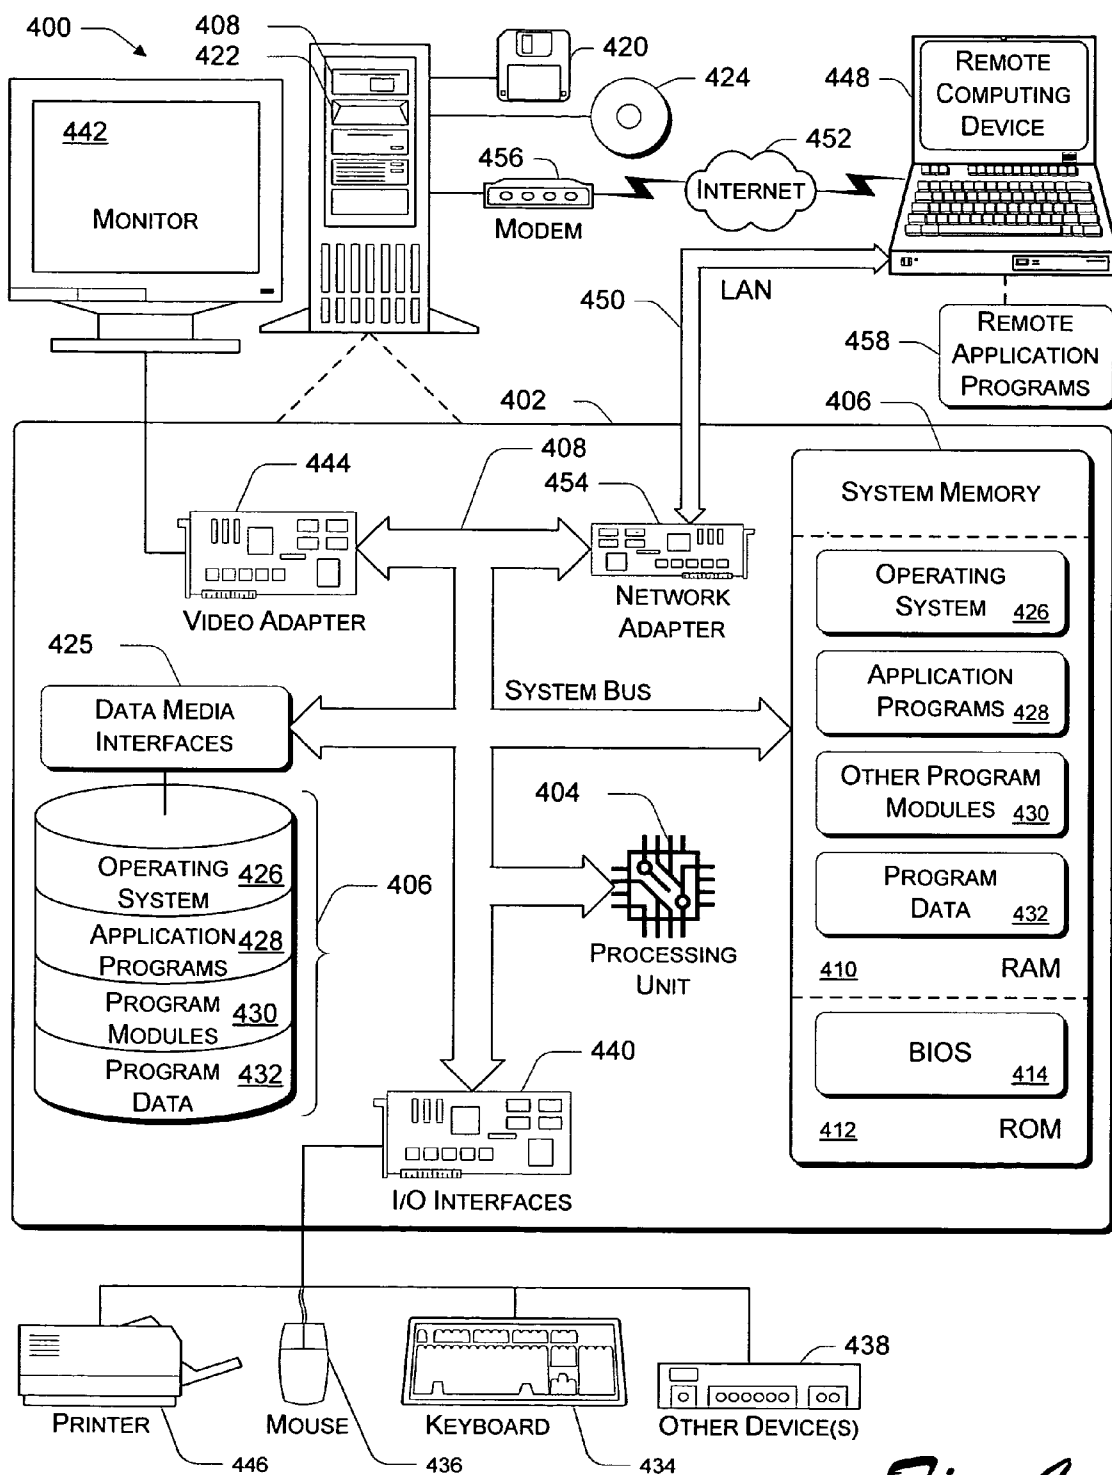 400
408
422
420
424
448
REMOTE
COMPUTING
DEVICE
442
MONITOR
456
MODEM
452
INTERNET
LAN
450
458
REMOTE
APPLICATION
PROGRAMS
402
406
444
408
454
VIDEO ADAPTER
NETWORK
ADAPTER
SYSTEM MEMORY
OPERATING
SYSTEM 426
APPLICATION
PROGRAMS 428
OTHER PROGRAM
MODULES 430
PROGRAM
DATA 432
410 RAM
BIOS
414
412 ROM
425
DATA MEDIA
INTERFACES
SYSTEM BUS
404
PROCESSING
UNIT
OPERATING 426
SYSTEM
APPLICATION 428
PROGRAMS
PROGRAM 430
MODULES
PROGRAM 432
DATA
406
440
I/O INTERFACES
PRINTER
446
MOUSE
436
KEYBOARD
434
438
OTHER DEVICE(S)